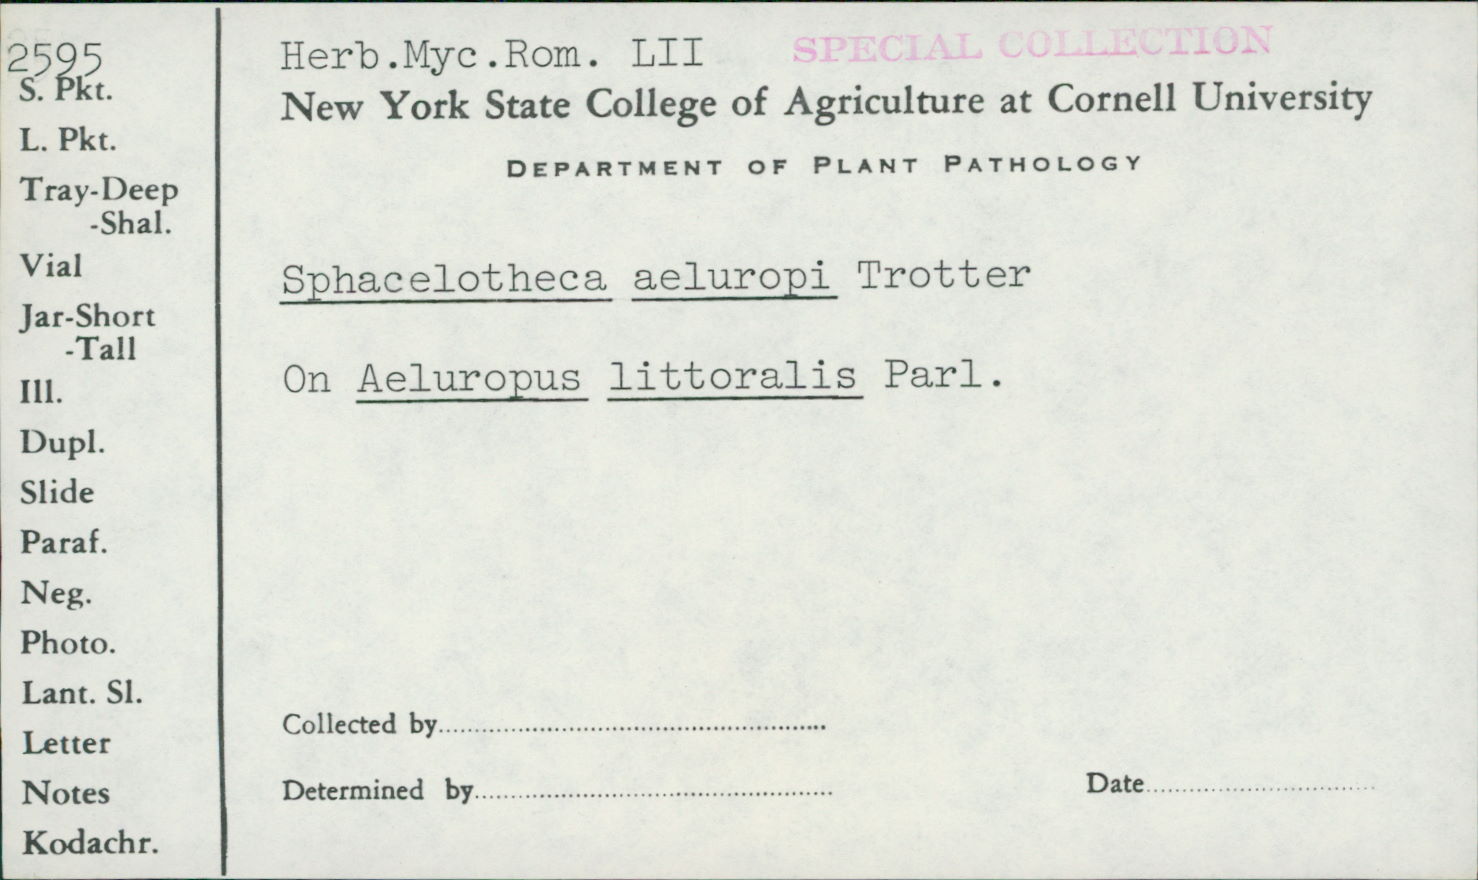 2595
S. Pkt.
L. Pkt.
Tray-Deep
-Shal.
Vial
Jar-Short
-Tall
Ill.
Dupl.
Slide
Paraf.
Neg.
Photo.
Lant. Sl.
Letter
Notes
Kodachr.
Herb.Myc.Rom. LII SPECIAL COLLECTION
New York State College of Agriculture at Cornell University
DEPARTMENT OF PLANT PATHOLOGY
Sphacelotheca aeluropi Trotter
On Aeluropus littoralis Parl.
Collected by
Determined by Date